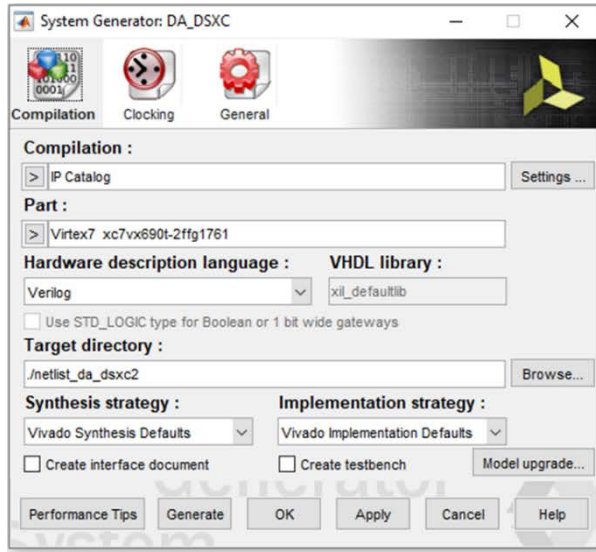 System Generator: DA_DSXC
Compilation Clocking General
Compilation :
> IP Catalog Settings ...
Part :
> Virtex7 xc7vx690t-2ffg1761
Hardware description language : VHDL library :
Verilog xil_defaultlib
Use STD_LOGIC type for Boolean or 1 bit wide gateways
Target directory :
./netlist_da_dsxc2 Browse...
Synthesis strategy : Implementation strategy :
Vivado Synthesis Defaults Vivado Implementation Defaults
Create interface document Create testbench Model upgrade...
Performance Tips Generate OK Apply Cancel Help